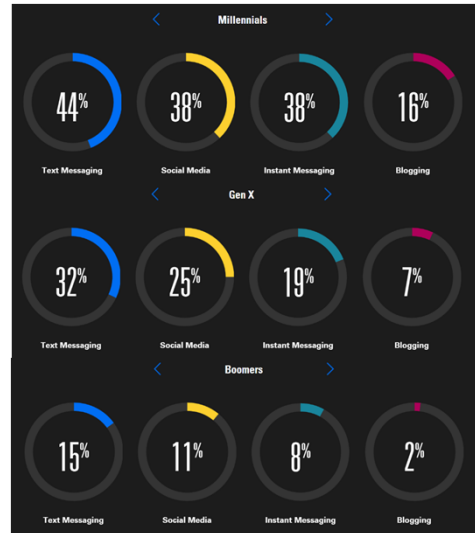 Millennials
44% 38% 38% 16%
Text Messaging Social Media Instant Messaging Blogging
Gen X
32% 25% 19% 7%
Text Messaging Social Media Instant Messaging Blogging
Boomers
15% 11% 8% 2%
Text Messaging Social Media Instant Messaging Blogging